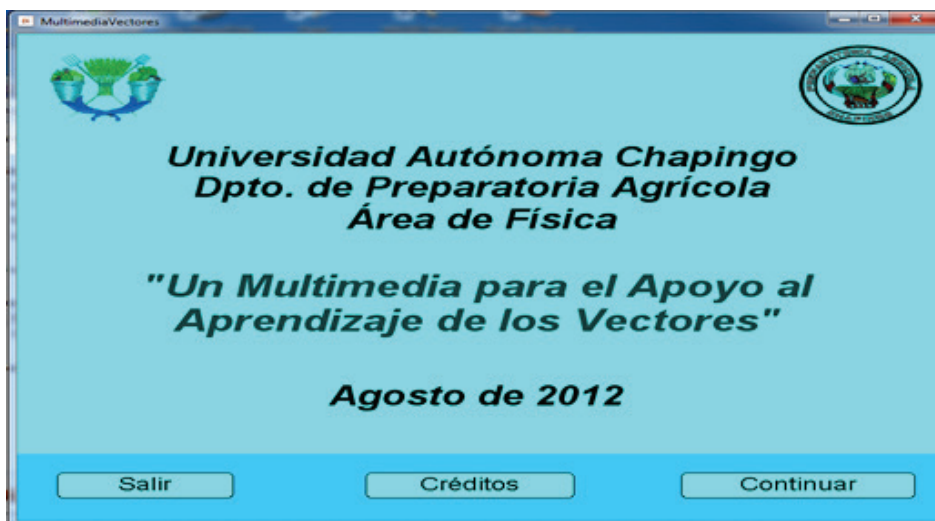 MultimediaVectores
Universidad Autónoma Chapingo
Dpto. de Preparatoria Agrícola
Área de Física
"Un Multimedia para el Apoyo al
Aprendizaje de los Vectores"
Agosto de 2012
Salir
Créditos
Continuar